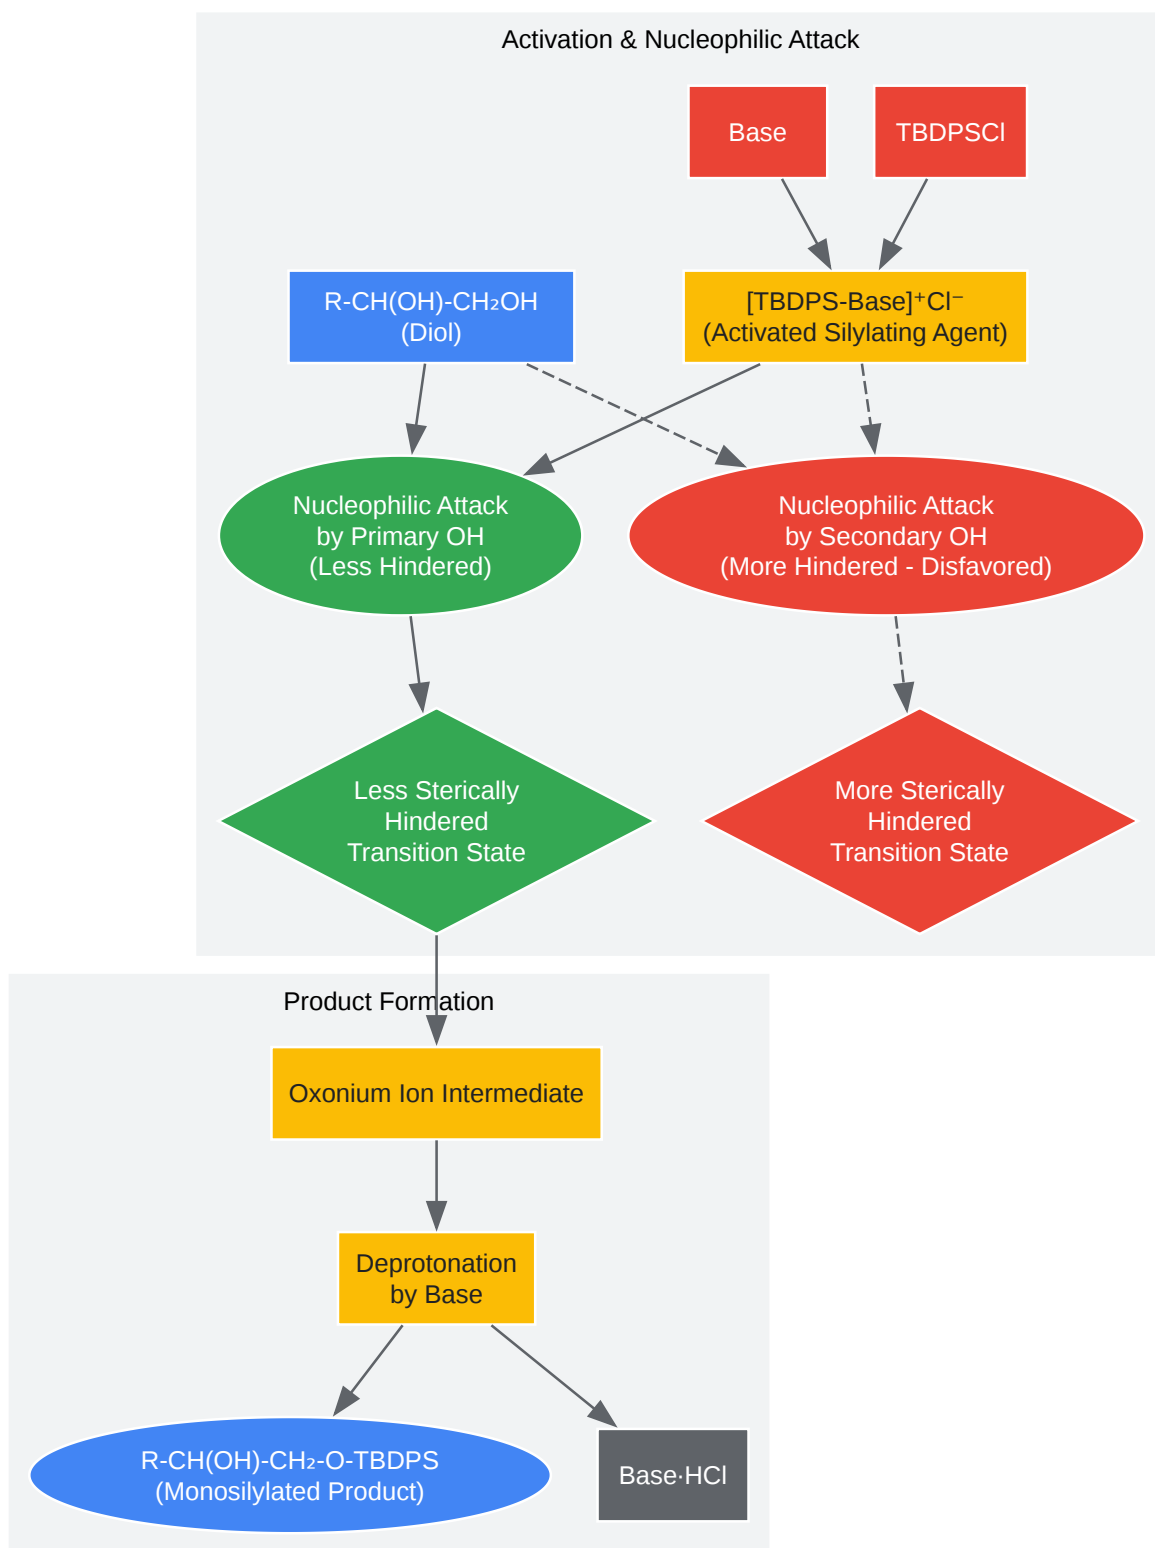 Activation & Nucleophilic Attack
Base
TBDPSCl
R-CH(OH)-CH₂OH
(Diol)
[TBDPS-Base]⁺Cl⁻
(Activated Silylating Agent)
Nucleophilic Attack
by Primary OH
(Less Hindered)
Nucleophilic Attack
by Secondary OH
(More Hindered - Disfavored)
Less Sterically
Hindered
Transition State
More Sterically
Hindered
Transition State
Product Formation
Oxonium Ion Intermediate
Deprotonation
by Base
R-CH(OH)-CH₂-O-TBDPS
(Monosilylated Product)
Base·HCl